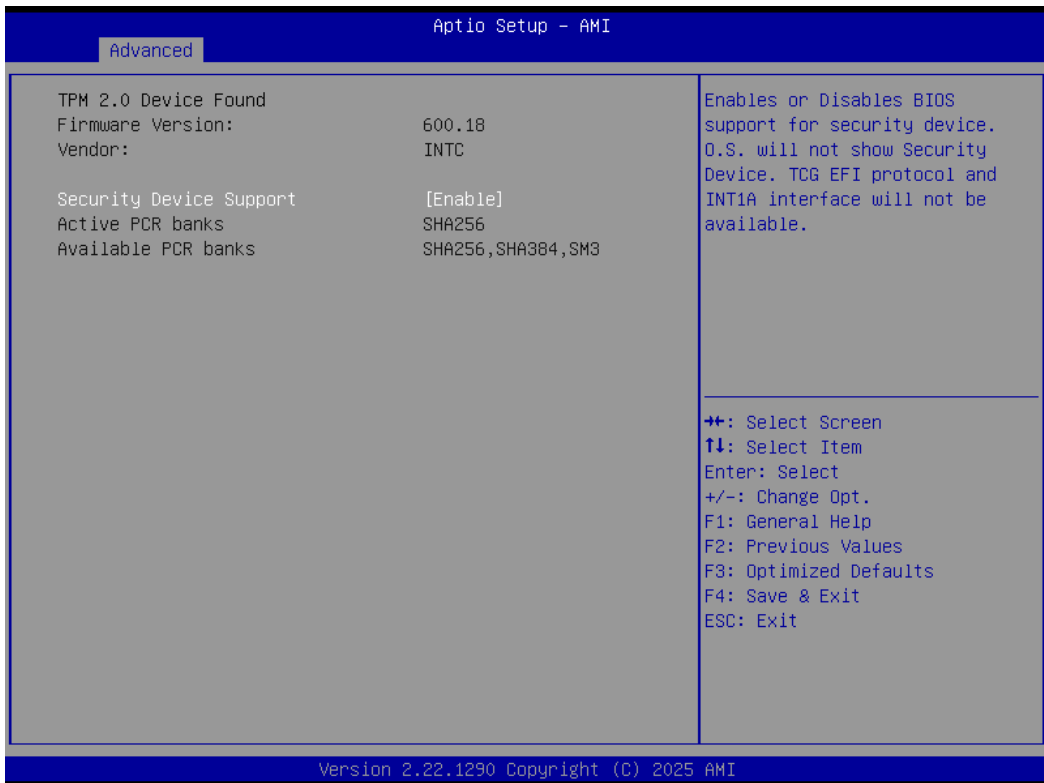 Aptio Setup – AMI
Advanced
TPM 2.0 Device Found
Firmware Version: 600.18
Vendor: INTC
Security Device Support [Enable]
Active PCR banks SHA256
Available PCR banks SHA256,SHA384,SM3
Enables or Disables BIOS
support for security device.
O.S. will not show Security
Device. TCG EFI protocol and
INT1A interface will not be
available.
→←: Select Screen
↑↓: Select Item
Enter: Select
+/-: Change Opt.
F1: General Help
F2: Previous Values
F3: Optimized Defaults
F4: Save & Exit
ESC: Exit
Version 2.22.1290 Copyright (C) 2025 AMI